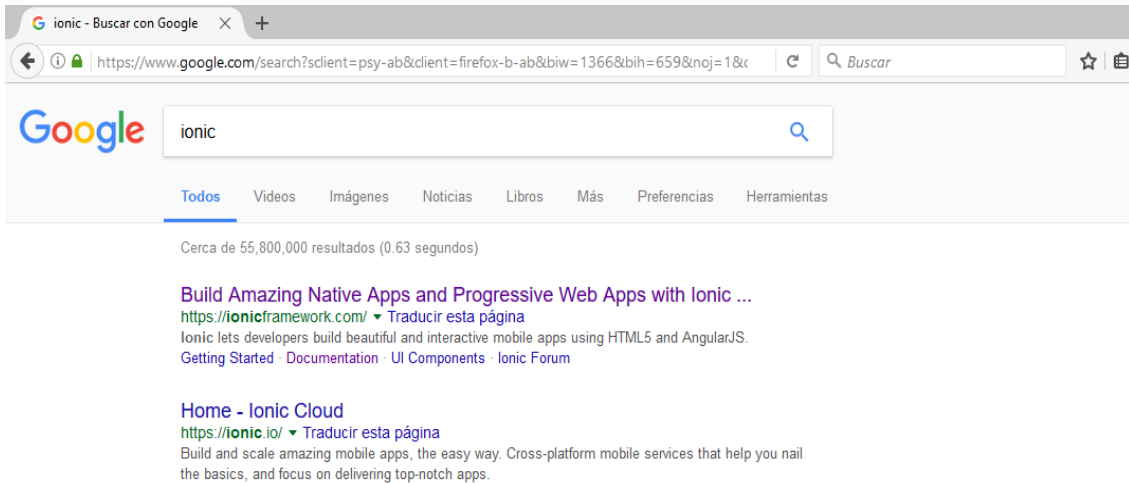 ionic - Buscar con Google
https://www.google.com/search?sclient=psy-ab&client=firefox-b-ab&biw=1366&bih=659&noj=1&
Buscar
Google
ionic
Todos Videos Imágenes Noticias Libros Más Preferencias Herramientas
Cerca de 55,800,000 resultados (0.63 segundos)
Build Amazing Native Apps and Progressive Web Apps with Ionic ...
https://ionicframework.com/ ▾ Traducir esta página
Ionic lets developers build beautiful and interactive mobile apps using HTML5 and AngularJS.
Getting Started · Documentation · UI Components · Ionic Forum
Home - Ionic Cloud
https://ionic.io/ ▾ Traducir esta página
Build and scale amazing mobile apps, the easy way. Cross-platform mobile services that help you nail
the basics, and focus on delivering top-notch apps.